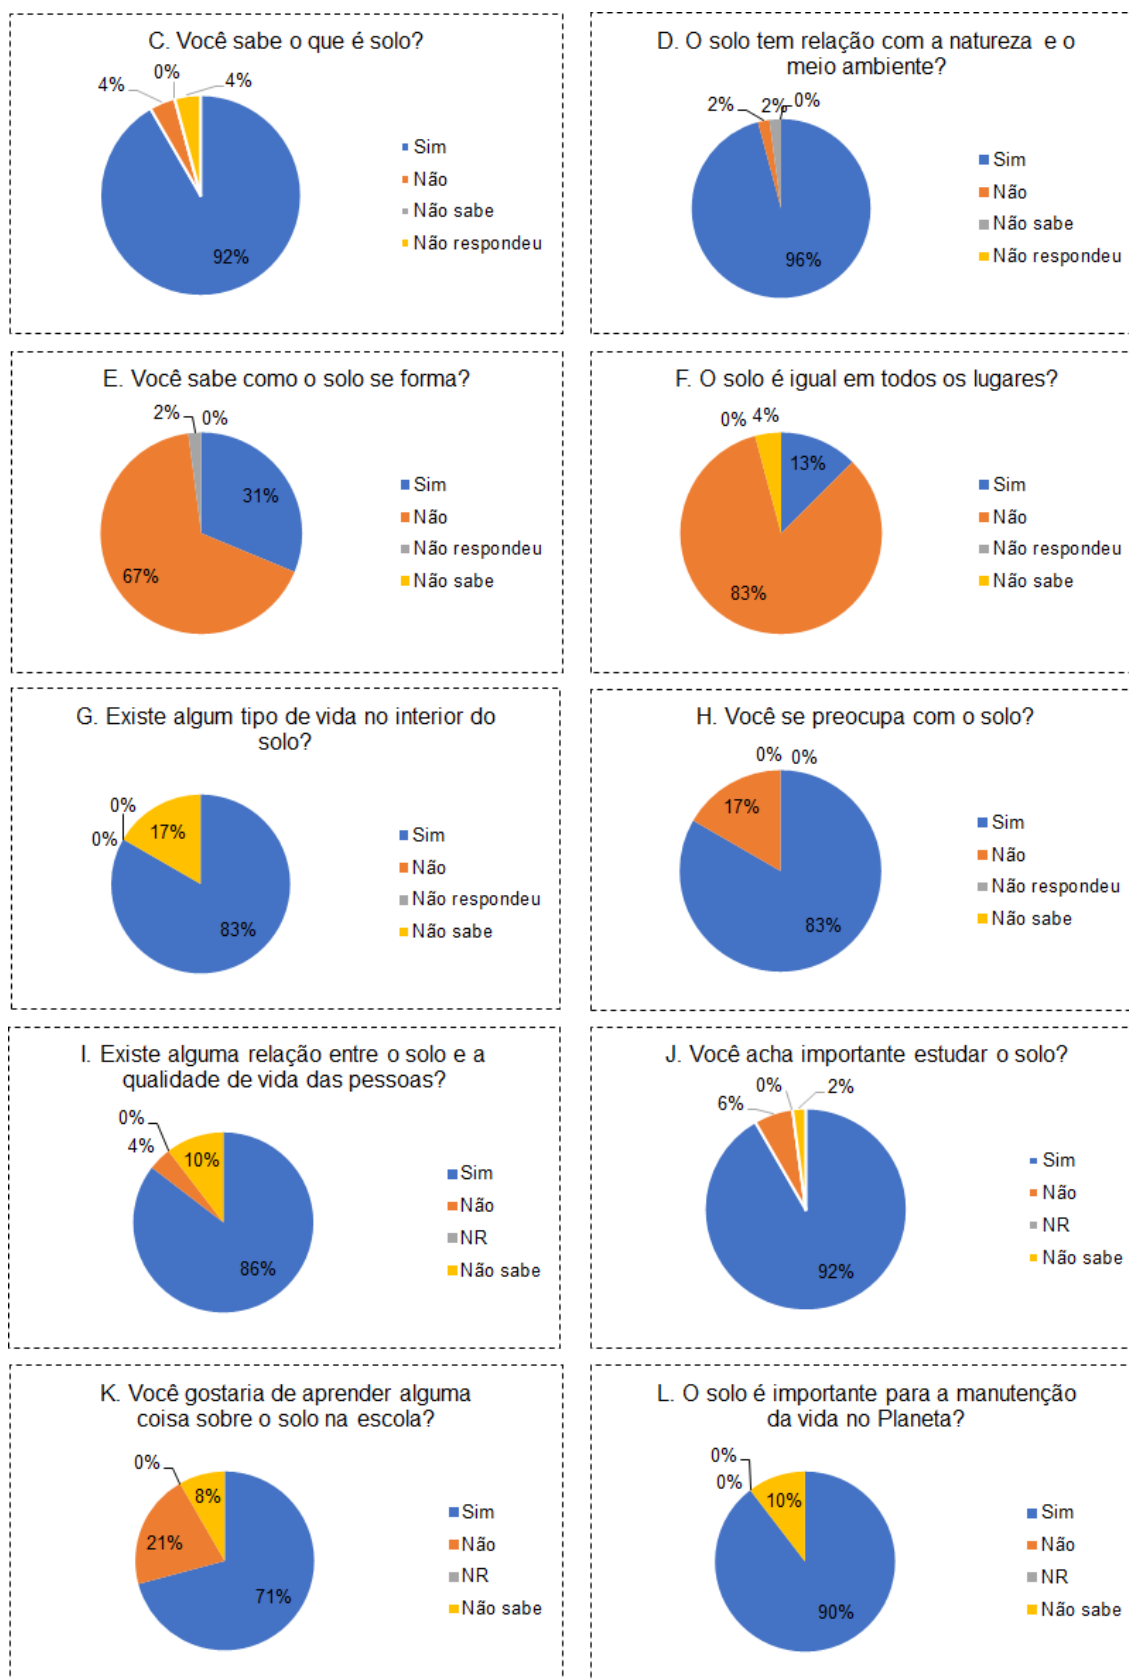 C. Você sabe o que é solo?
0%
4%
4%
92%
Sim
Não
Não sabe
Não respondeu
D. O solo tem relação com a natureza e o
meio ambiente?
2%
2%
0%
96%
Sim
Não
Não sabe
Não respondeu
E. Você sabe como o solo se forma?
2%
0%
31%
67%
Sim
Não
Não respondeu
Não sabe
F. O solo é igual em todos os lugares?
0%
4%
13%
83%
Sim
Não
Não respondeu
Não sabe
G. Existe algum tipo de vida no interior do
solo?
0%
0%
17%
83%
Sim
Não
Não respondeu
Não sabe
H. Você se preocupa com o solo?
0%
0%
17%
83%
Sim
Não
Não respondeu
Não sabe
I. Existe alguma relação entre o solo e a
qualidade de vida das pessoas?
0%
4%
10%
86%
Sim
Não
NR
Não sabe
J. Você acha importante estudar o solo?
0%
2%
6%
92%
Sim
Não
NR
Não sabe
K. Você gostaria de aprender alguma
coisa sobre o solo na escola?
0%
8%
21%
71%
Sim
Não
NR
Não sabe
L. O solo é importante para a manutenção
da vida no Planeta?
0%
0%
10%
90%
Sim
Não
NR
Não sabe